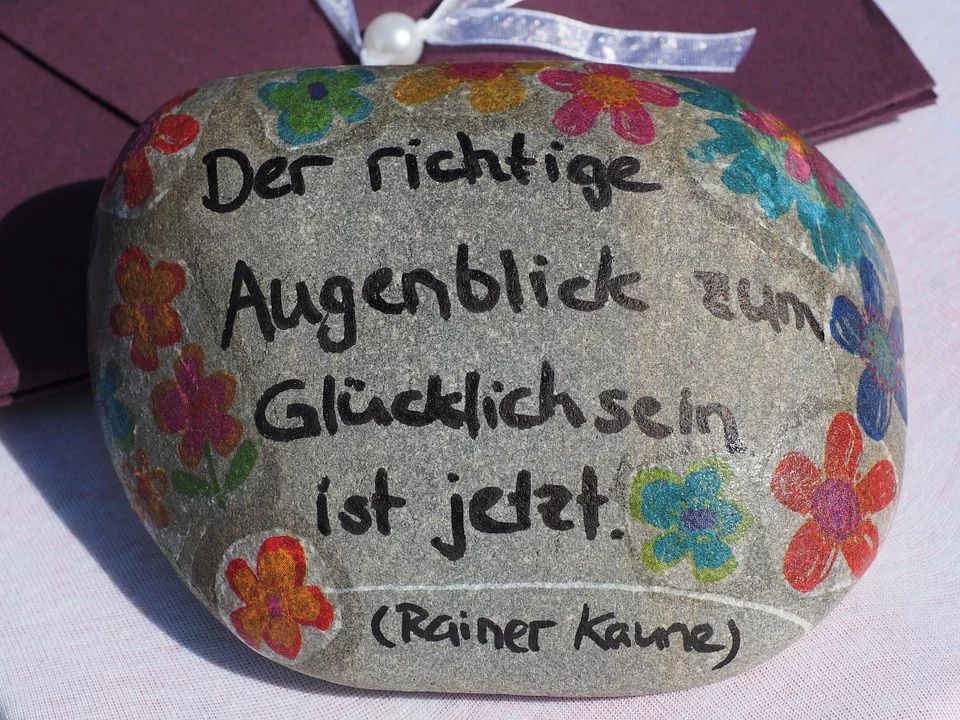 Der richtige
Augenblick zum
Glücklichsein
ist jetzt.
(Rainer Kaune)